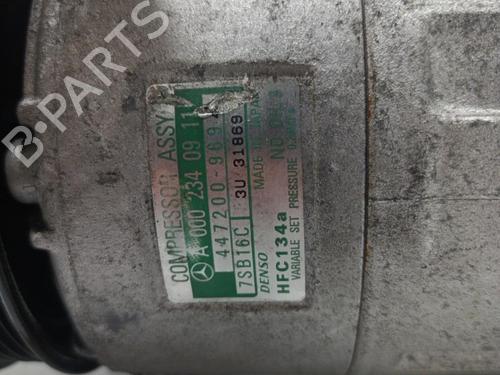 COMPRESSOR ASSY
A 000 234 09 11
447200-969
7SB16C 3U 31869
DENSO MADE IN JAPAN
HFC134a
VARIABLE SET PRESSURE
B-PARTS